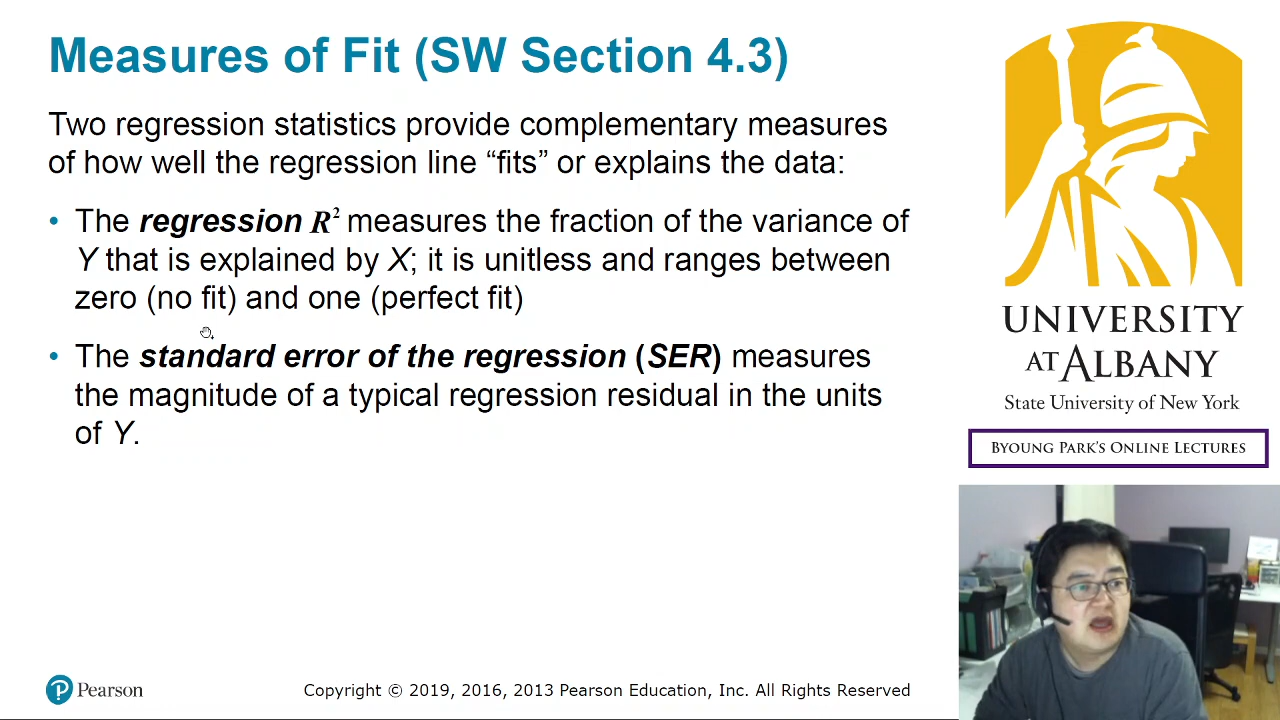 Measures of Fit (SW Section 4.3)
Two regression statistics provide complementary measures
of how well the regression line “fits” or explains the data:
• The regression R² measures the fraction of the variance of
Y that is explained by X; it is unitless and ranges between
zero (no fit) and one (perfect fit)
• The standard error of the regression (SER) measures
the magnitude of a typical regression residual in the units
of Y.
P Pearson
Copyright © 2019, 2016, 2013 Pearson Education, Inc. All Rights Reserved
UNIVERSITY
AT ALBANY
State University of New York
BYOUNG PARK'S ONLINE LECTURES